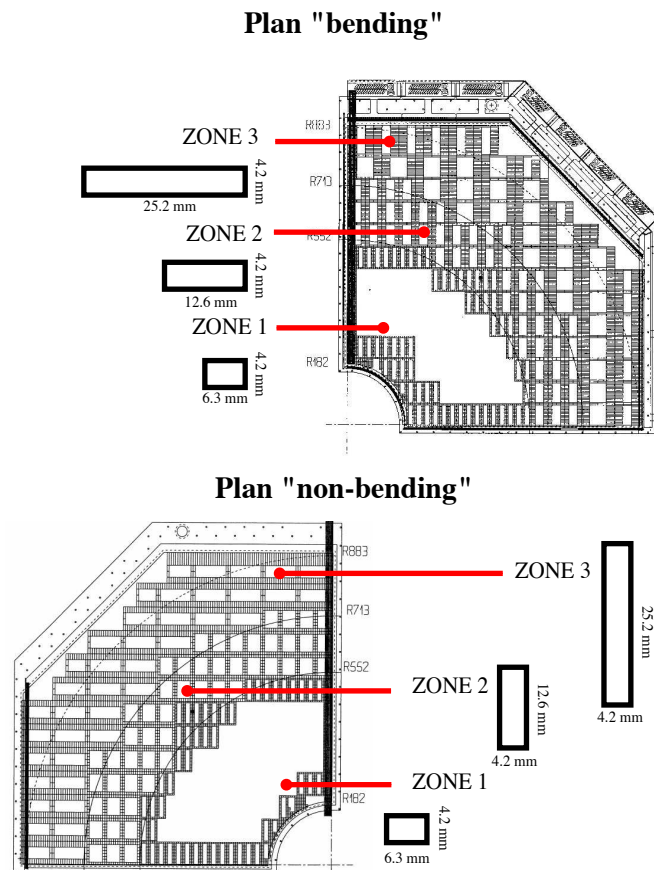 Plan "bending"
R883
ZONE 3
4.2 mm
25.2 mm
R713
ZONE 2
R552
4.2 mm
12.6 mm
ZONE 1
4.2 mm
6.3 mm
R182
Plan "non-bending"
R883
ZONE 3
25.2 mm
4.2 mm
R713
R552
ZONE 2
12.6 mm
4.2 mm
ZONE 1
R182
4.2 mm
6.3 mm